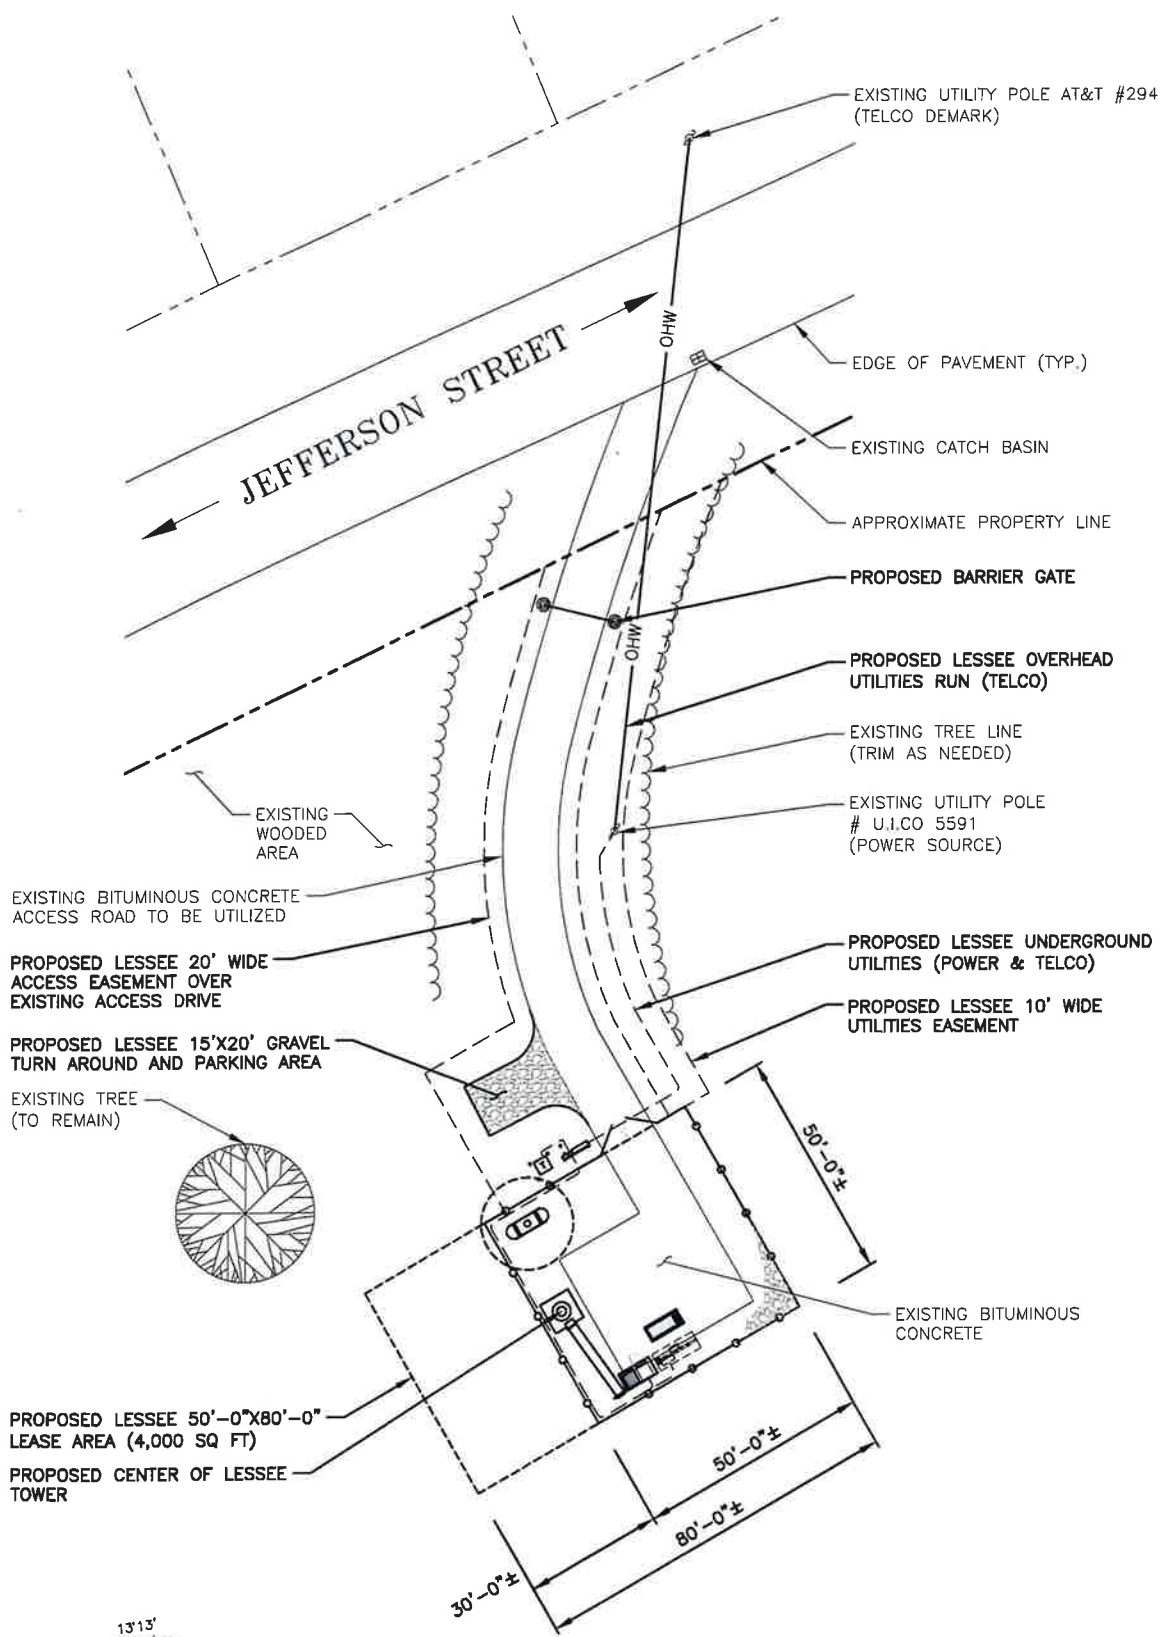 EXISTING UTILITY POLE AT&T #294
(TELCO DEMARK)
OHW
JEFFERSON STREET
EDGE OF PAVEMENT (TYP.)
EXISTING CATCH BASIN
APPROXIMATE PROPERTY LINE
PROPOSED BARRIER GATE
OHW
PROPOSED LESSEE OVERHEAD
UTILITIES RUN (TELCO)
EXISTING TREE LINE
(TRIM AS NEEDED)
EXISTING UTILITY POLE
# U.I.CO 5591
(POWER SOURCE)
EXISTING
WOODED
AREA
EXISTING BITUMINOUS CONCRETE
ACCESS ROAD TO BE UTILIZED
PROPOSED LESSEE 20' WIDE
ACCESS EASEMENT OVER
EXISTING ACCESS DRIVE
PROPOSED LESSEE UNDERGROUND
UTILITIES (POWER & TELCO)
PROPOSED LESSEE 10' WIDE
UTILITIES EASEMENT
PROPOSED LESSEE 15'X20' GRAVEL
TURN AROUND AND PARKING AREA
EXISTING TREE
(TO REMAIN)
50'-0"±
T
EXISTING BITUMINOUS
CONCRETE
PROPOSED LESSEE 50'-0"X80'-0"
LEASE AREA (4,000 SQ FT)
PROPOSED CENTER OF LESSEE
TOWER
50'-0"±
80'-0"±
30'-0"±
13'13'